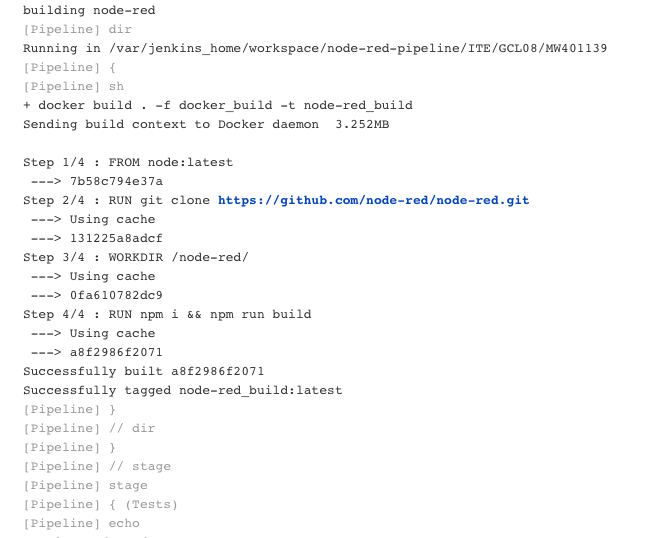 building node-red
[Pipeline] dir
Running in /var/jenkins_home/workspace/node-red-pipeline/ITE/GCL08/MW401139
[Pipeline] {
[Pipeline] sh
+ docker build . -f docker_build -t node-red_build
Sending build context to Docker daemon  3.252MB

Step 1/4 : FROM node:latest
 ---> 7b58c794e37a
Step 2/4 : RUN git clone https://github.com/node-red/node-red.git
 ---> Using cache
 ---> 131225a8adcf
Step 3/4 : WORKDIR /node-red/
 ---> Using cache
 ---> 0fa610782dc9
Step 4/4 : RUN npm i && npm run build
 ---> Using cache
 ---> a8f2986f2071
Successfully built a8f2986f2071
Successfully tagged node-red_build:latest
[Pipeline] }
[Pipeline] // dir
[Pipeline] }
[Pipeline] // stage
[Pipeline] stage
[Pipeline] { (Tests)
[Pipeline] echo